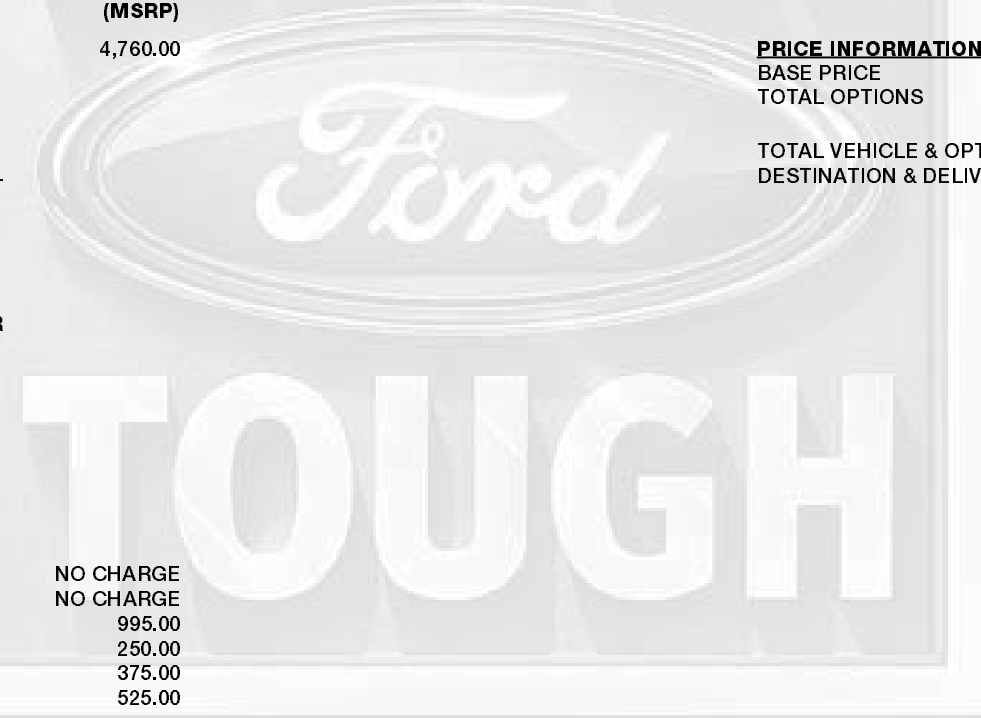 (MSRP)
4,760.00
PRICE INFORMATION
BASE PRICE
TOTAL OPTIONS
TOTAL VEHICLE & OPT
DESTINATION & DELIV
Ford
TOUGH
NO CHARGE
NO CHARGE
995.00
250.00
375.00
525.00